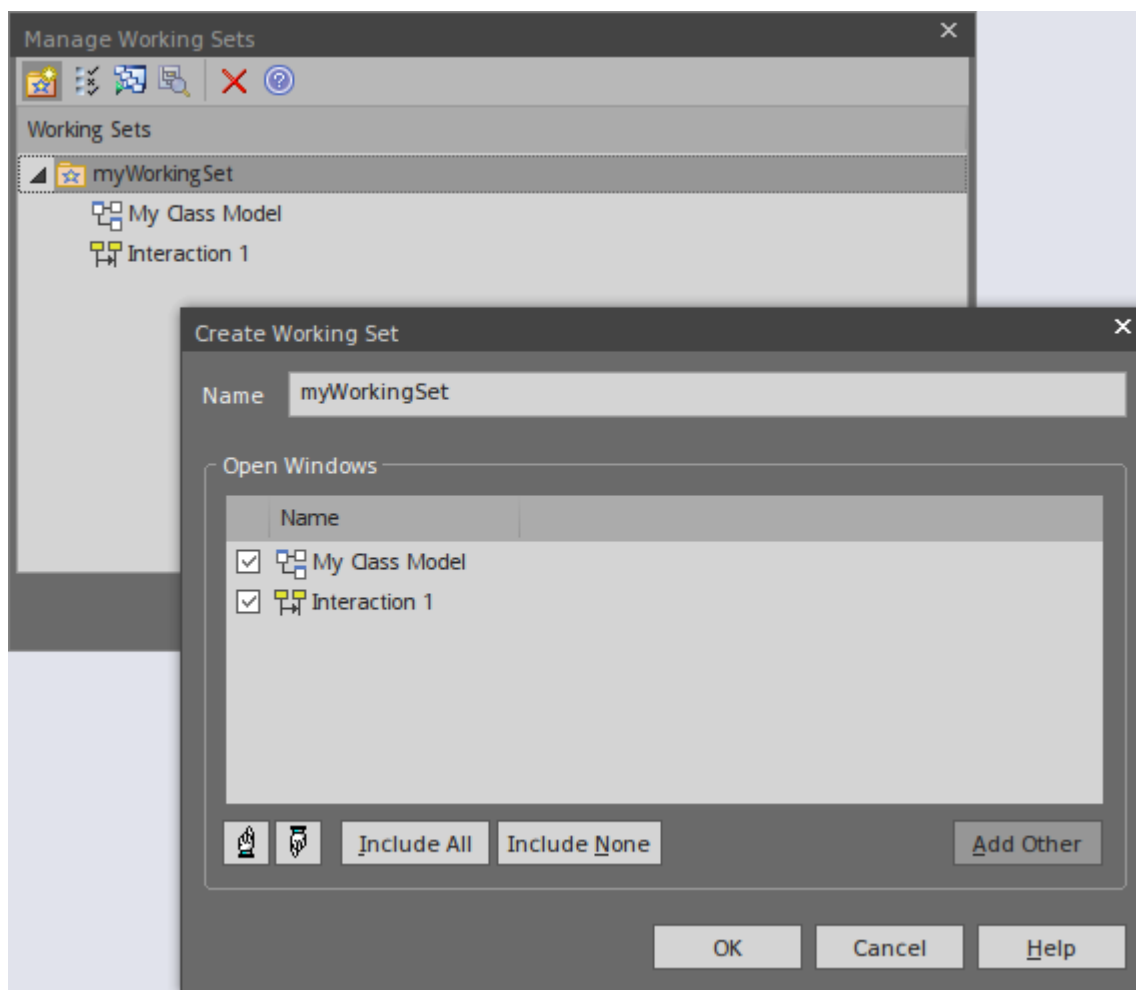 Manage Working Sets
Working Sets
myWorkingSet
My Class Model
Interaction 1
Create Working Set
Name myWorkingSet
Open Windows
Name
My Class Model
Interaction 1
Include All Include None Add Other
OK Cancel Help